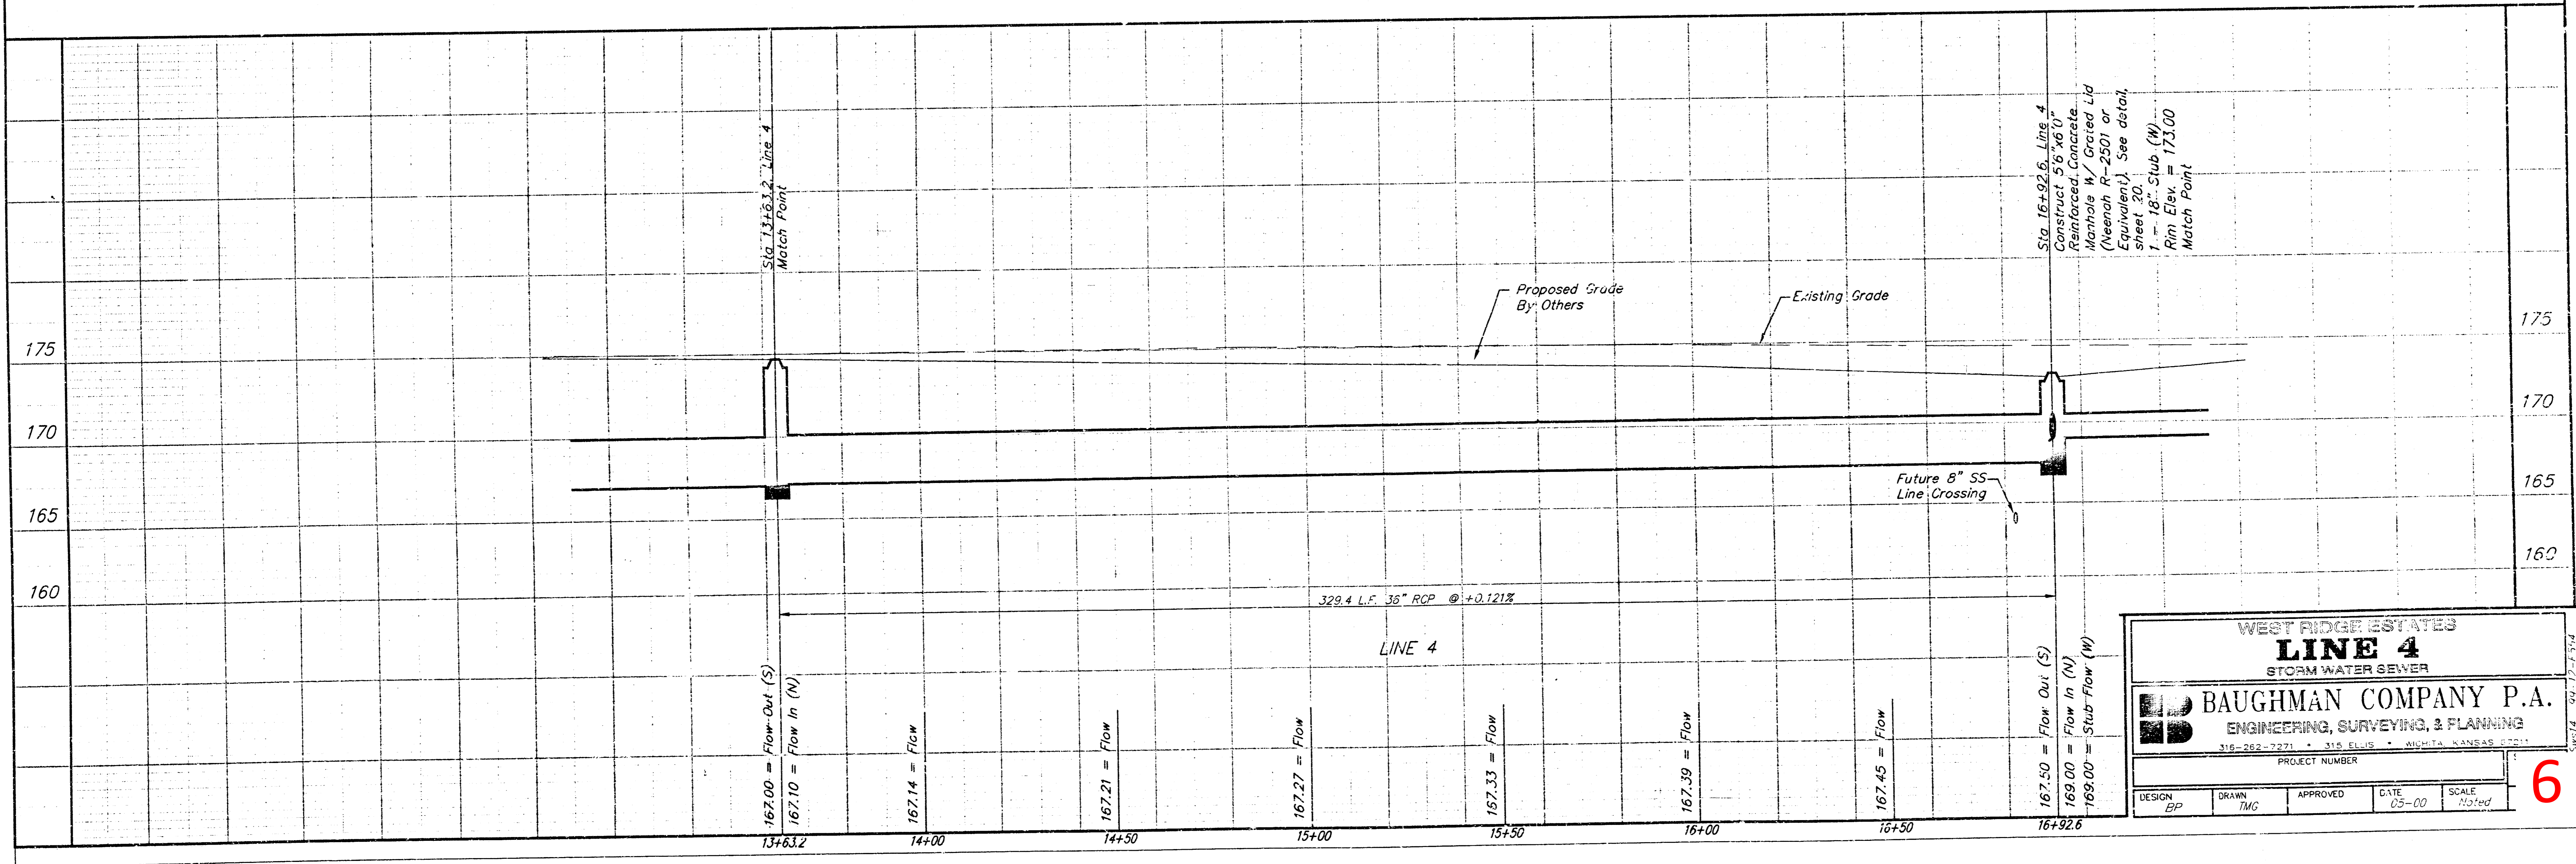 Sta 13+63.2, Line 4
Match Point
Sta 16+92.6, Line 4
Construct 5'6"x6'0"
Reinforced Concrete
Manhole W/ Grated Lid
(Neenah R-2501 or
Equivalent). See detail,
sheet 20.
1 - 18" Stub (W)
Rim Elev. = 173.00
Match Point
Proposed Grade
By Others
Existing Grade
175
175
170
170
165
165
160
160
Future 8" SS
Line Crossing
329.4 L.F. 36" RCP @ +0.121%
LINE 4
167.00 = Flow Out (S)
167.10 = Flow In (N)
167.14 = Flow
167.21 = Flow
167.27 = Flow
167.33 = Flow
167.39 = Flow
167.45 = Flow
167.50 = Flow Out (S)
169.00 = Flow In (N)
169.00 = Stub Flow (W)
13+63.2
14+00
14+50
15+00
15+50
16+00
16+50
16+92.6
WEST RIDGE ESTATES
LINE 4
STORM WATER SEWER
BAUGHMAN COMPANY P.A.
ENGINEERING, SURVEYING, & PLANNING
316-262-7271 • 315 ELLIS • WICHITA, KANSAS 67211
PROJECT NUMBER
DESIGN
BP
DRAWN
TMG
APPROVED
DATE
05-00
SCALE
Noted
6